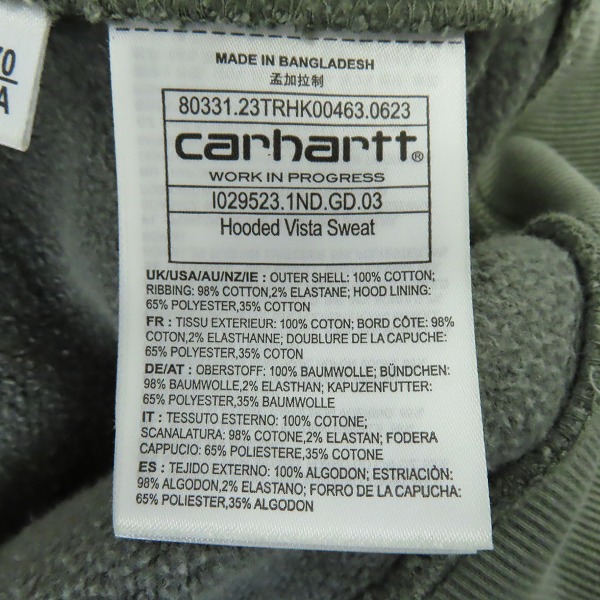 70
A
MADE IN BANGLADESH
孟加拉制
80331.23TRHK00463.0623
carhartt®
WORK IN PROGRESS
I029523.1ND.GD.03
Hooded Vista Sweat
UK/USA/AU/NZ/IE : OUTER SHELL: 100% COTTON;
RIBBING: 98% COTTON,2% ELASTANE; HOOD LINING:
65% POLYESTER,35% COTTON
FR : TISSU EXTERIEUR: 100% COTON; BORD CÔTE: 98%
COTON,2% ELASTHANNE; DOUBLURE DE LA CAPUCHE:
65% POLYESTER,35% COTON
DE/AT : OBERSTOFF: 100% BAUMWOLLE; BÜNDCHEN:
98% BAUMWOLLE,2% ELASTHAN; KAPUZENFUTTER:
65% POLYESTER,35% BAUMWOLLE
IT : TESSUTO ESTERNO: 100% COTONE;
SCANALATURA: 98% COTONE,2% ELASTAN; FODERA
CAPPUCIO: 65% POLIESTERE,35% COTONE
ES : TEJIDO EXTERNO: 100% ALGODON; ESTRIACIÒN:
98% ALGODON,2% ELASTANO; FORRO DE LA CAPUCHA:
65% POLIESTER,35% ALGODON